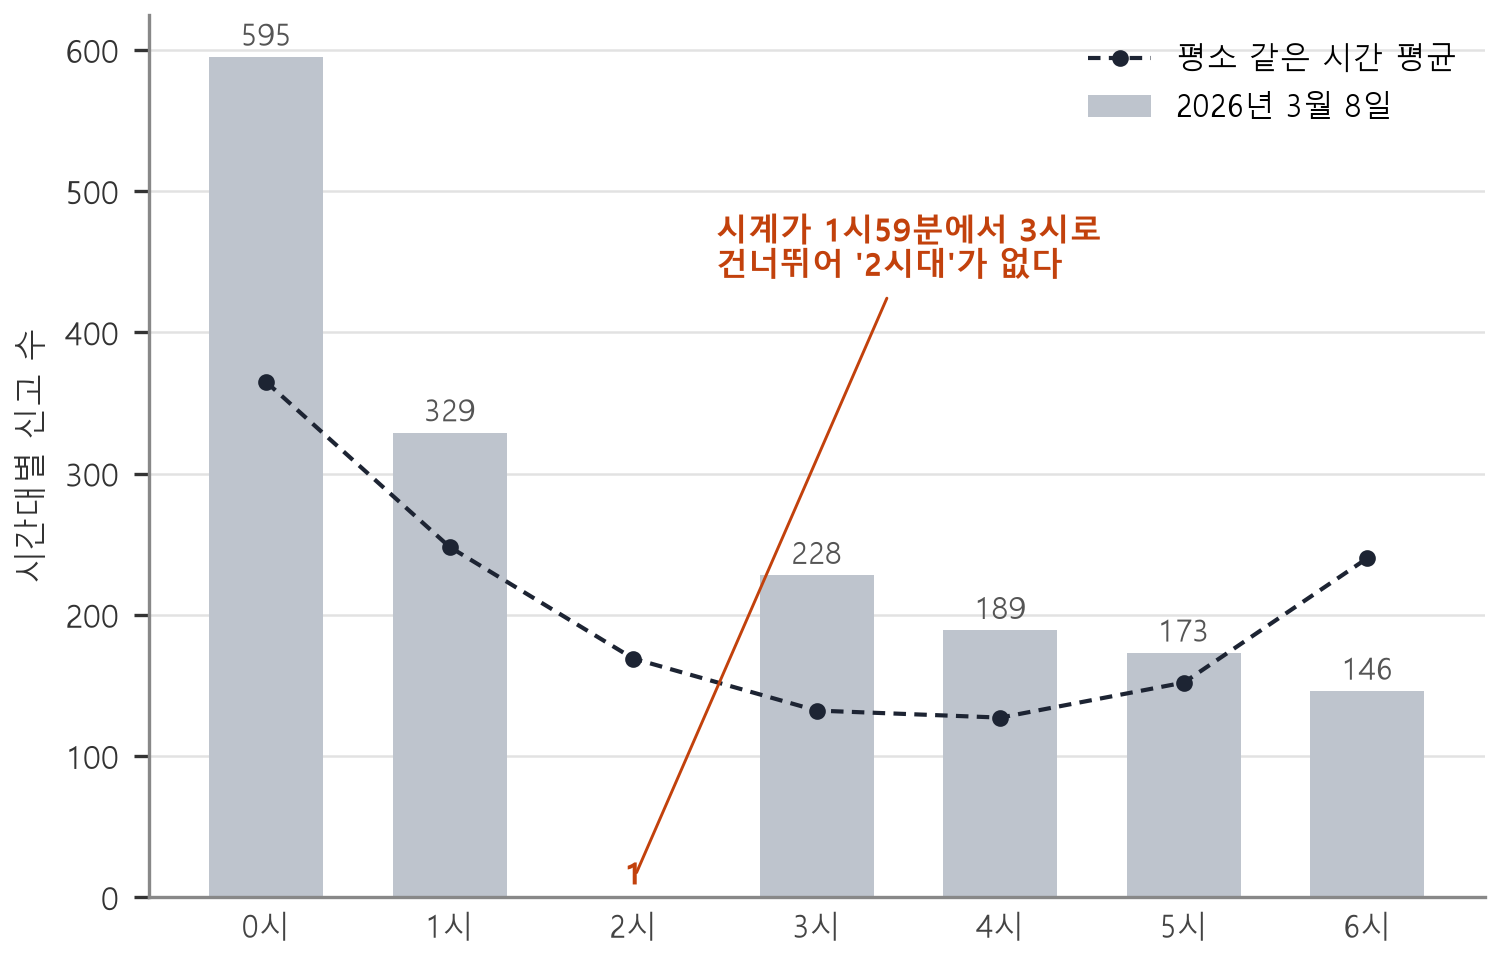 평소 같은 시간 평균
2026년 3월 8일
시계가 1시59분에서 3시로
건너뛰어 '2시대'가 없다
시간대별 신고 수
600
500
400
300
200
100
0
595
329
1
228
189
173
146
0시
1시
2시
3시
4시
5시
6시